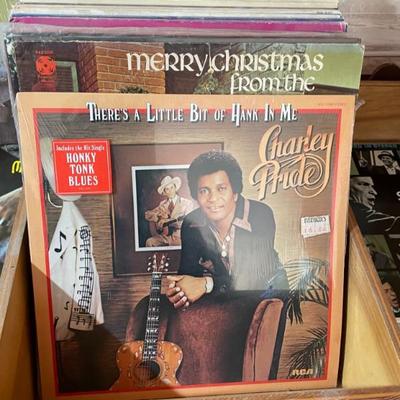 MERRY CHRISTMAS
from the
THERE'S A LITTLE BIT OF HANK IN ME
Includes the Hit Single
HONKY
TONK
BLUES
Charley
Pride
RCA